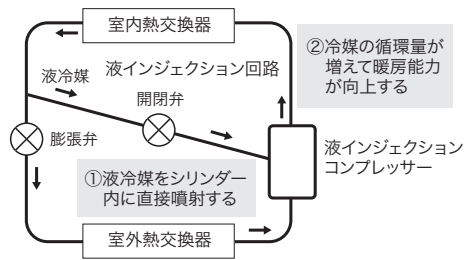 室内熱交換器
②冷媒の循環量が
増えて暖房能力
が向上する
液冷媒
液インジェクション回路
開閉弁
膨張弁
液インジェクション
コンプレッサー
①液冷媒をシリンダー
内に直接噴射する
室外熱交換器